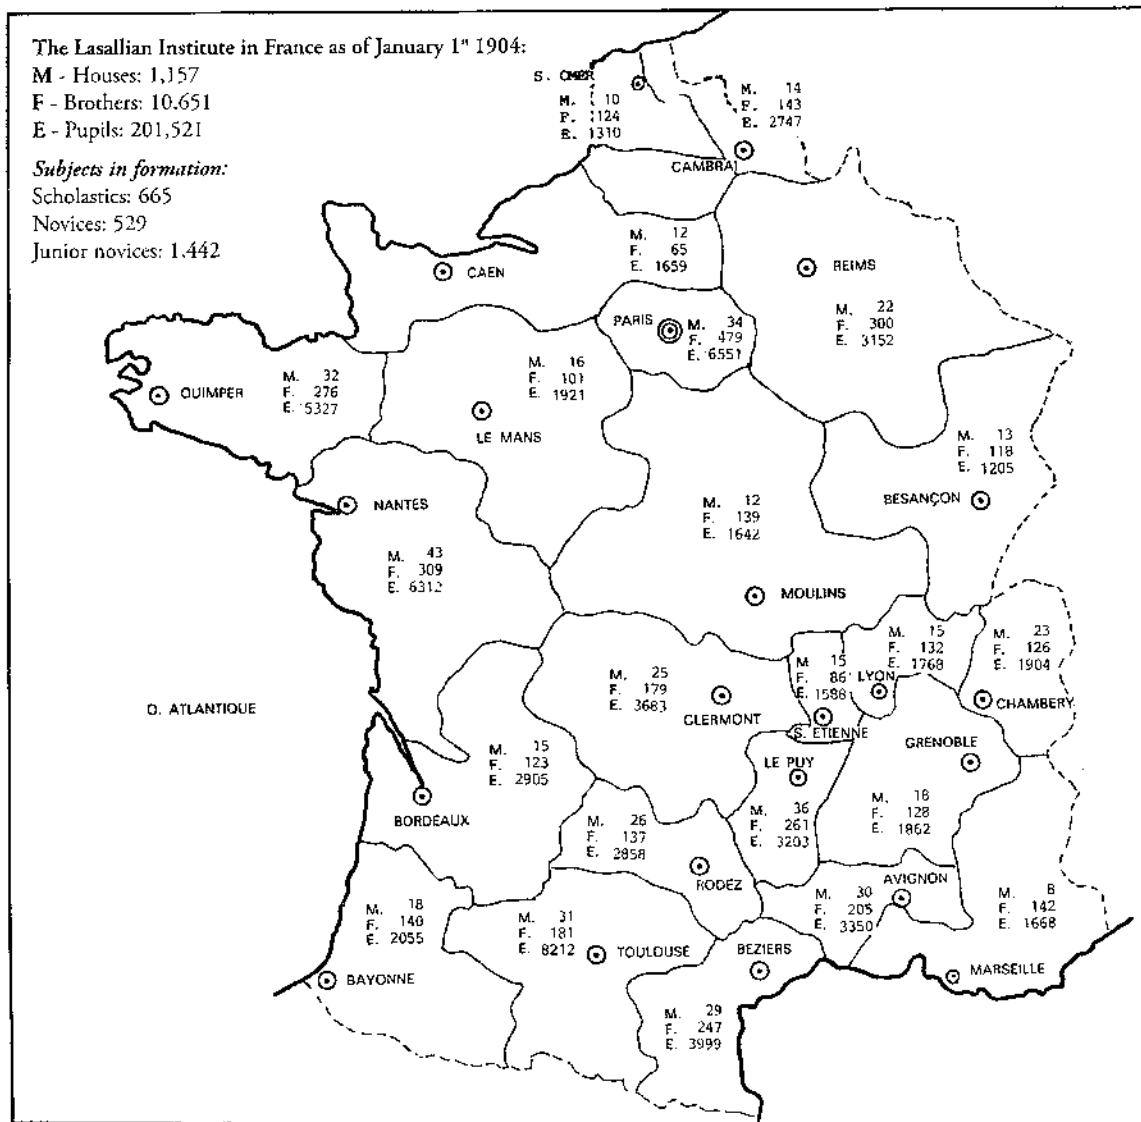 The Lasallian Institute in France as of January 1st 1904:
M - Houses: 1,157
F - Brothers: 10.651
E - Pupils: 201,521
Subjects in formation:
Scholastics: 665
Novices: 529
Junior novices: 1.442
S. OMER
M. 10
F. 124
E. 1310
M. 14
F. 143
E. 2747
CAMBRAI
M. 12
F. 65
E. 1659
CAEN
REIMS
M. 22
F. 300
E. 3152
PARIS
M. 34
F. 479
E. 6551
QUIMPER
M. 32
F. 276
E. 5327
M. 16
F. 101
E. 1921
LE MANS
M. 13
F. 118
E. 1205
BESANÇON
NANTES
M. 43
F. 309
E. 6312
M. 12
F. 139
E. 1642
MOULINS
M. 15
F. 132
E. 1768
LYON
M. 23
F. 126
E. 1904
CHAMBERY
M 15
F. 86
E. 1588
S. ETIENNE
M. 25
F. 179
E. 3683
CLERMONT
O. ATLANTIQUE
M. 15
F. 123
E. 2905
BORDEAUX
LE PUY
M. 36
F. 261
E. 3203
GRENOBLE
M. 18
F. 128
E. 1862
M. 26
F. 137
E. 2858
RODEZ
AVIGNON
M. 30
F. 205
E. 3350
M. 8
F. 142
E. 1668
MARSEILLE
M. 18
F. 140
E. 2055
BAYONNE
M. 31
F. 181
E. 8212
TOULOUSE
BEZIERS
M. 29
F. 247
E. 3999